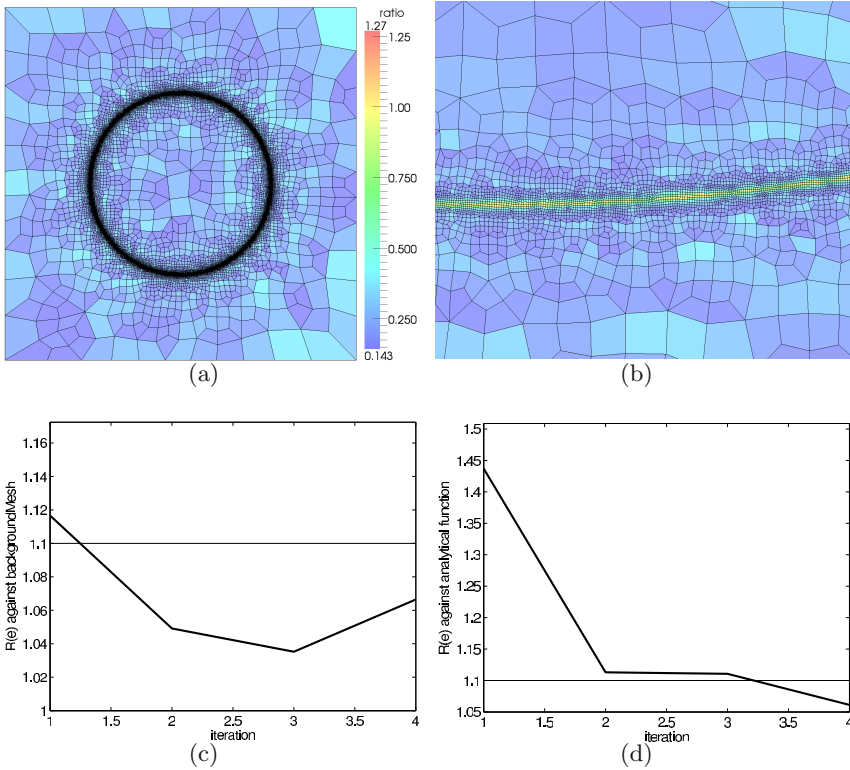 ratio
1.27
1.25
1.00
0.750
0.500
0.250
0.143
(a)
(b)
R(e) against backgroundMesh
1.16
1.14
1.12
1.1
1.08
1.06
1.04
1.02
1
1 1.5 2 2.5 3 3.5 4
iteration
(c)
R(e) against analytical function
1.5
1.45
1.4
1.35
1.3
1.25
1.2
1.15
1.1
1.05
1 1.5 2 2.5 3 3.5 4
iteration
(d)